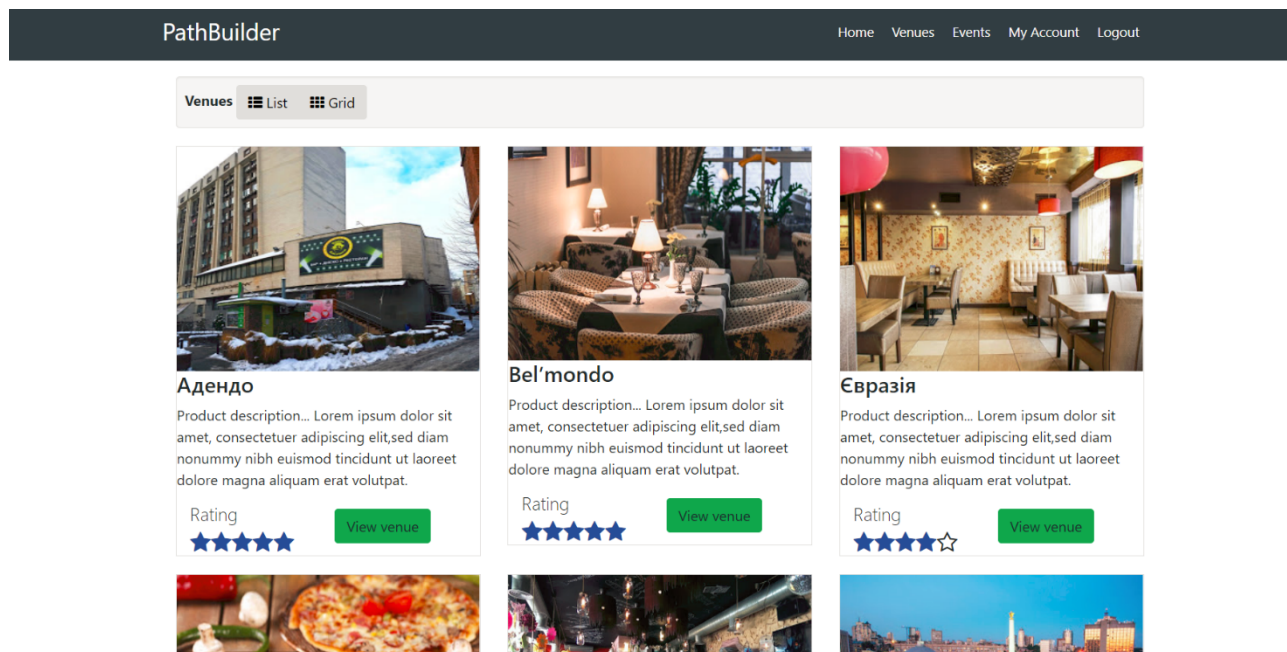 PathBuilder
Home Venues Events My Account Logout
Venues List Grid
Адендо
Product description... Lorem ipsum dolor sit
amet, consectetuer adipiscing elit,sed diam
nonummy nibh euismod tincidunt ut laoreet
dolore magna aliquam erat volutpat.
Rating
View venue
Bel’mondo
Product description... Lorem ipsum dolor sit
amet, consectetuer adipiscing elit,sed diam
nonummy nibh euismod tincidunt ut laoreet
dolore magna aliquam erat volutpat.
Rating
View venue
Євразія
Product description... Lorem ipsum dolor sit
amet, consectetuer adipiscing elit,sed diam
nonummy nibh euismod tincidunt ut laoreet
dolore magna aliquam erat volutpat.
Rating
View venue